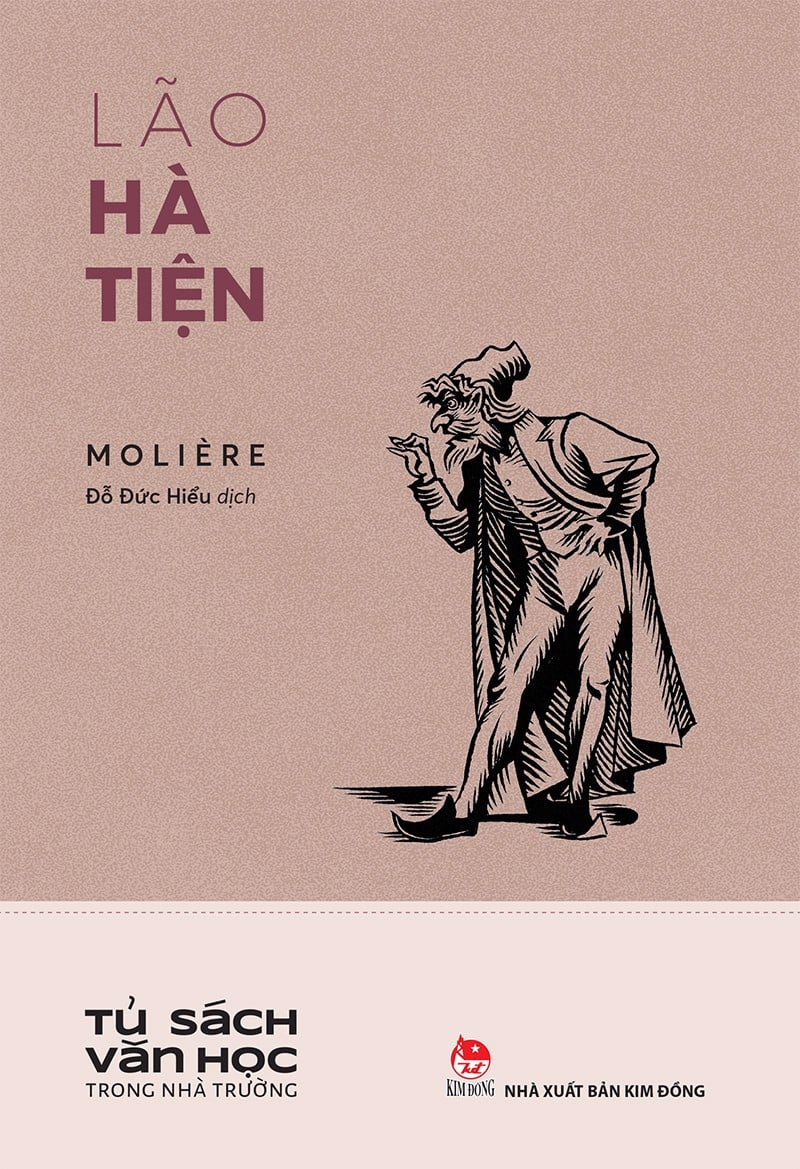 LÃO
HÀ
TIỆN
MOLIÈRE
Đỗ Đức Hiểu dịch
TỦ SÁCH
VĂN HỌC
TRONG NHÀ TRƯỜNG
KIM ĐỒNG
NHÀ XUẤT BẢN KIM ĐỒNG